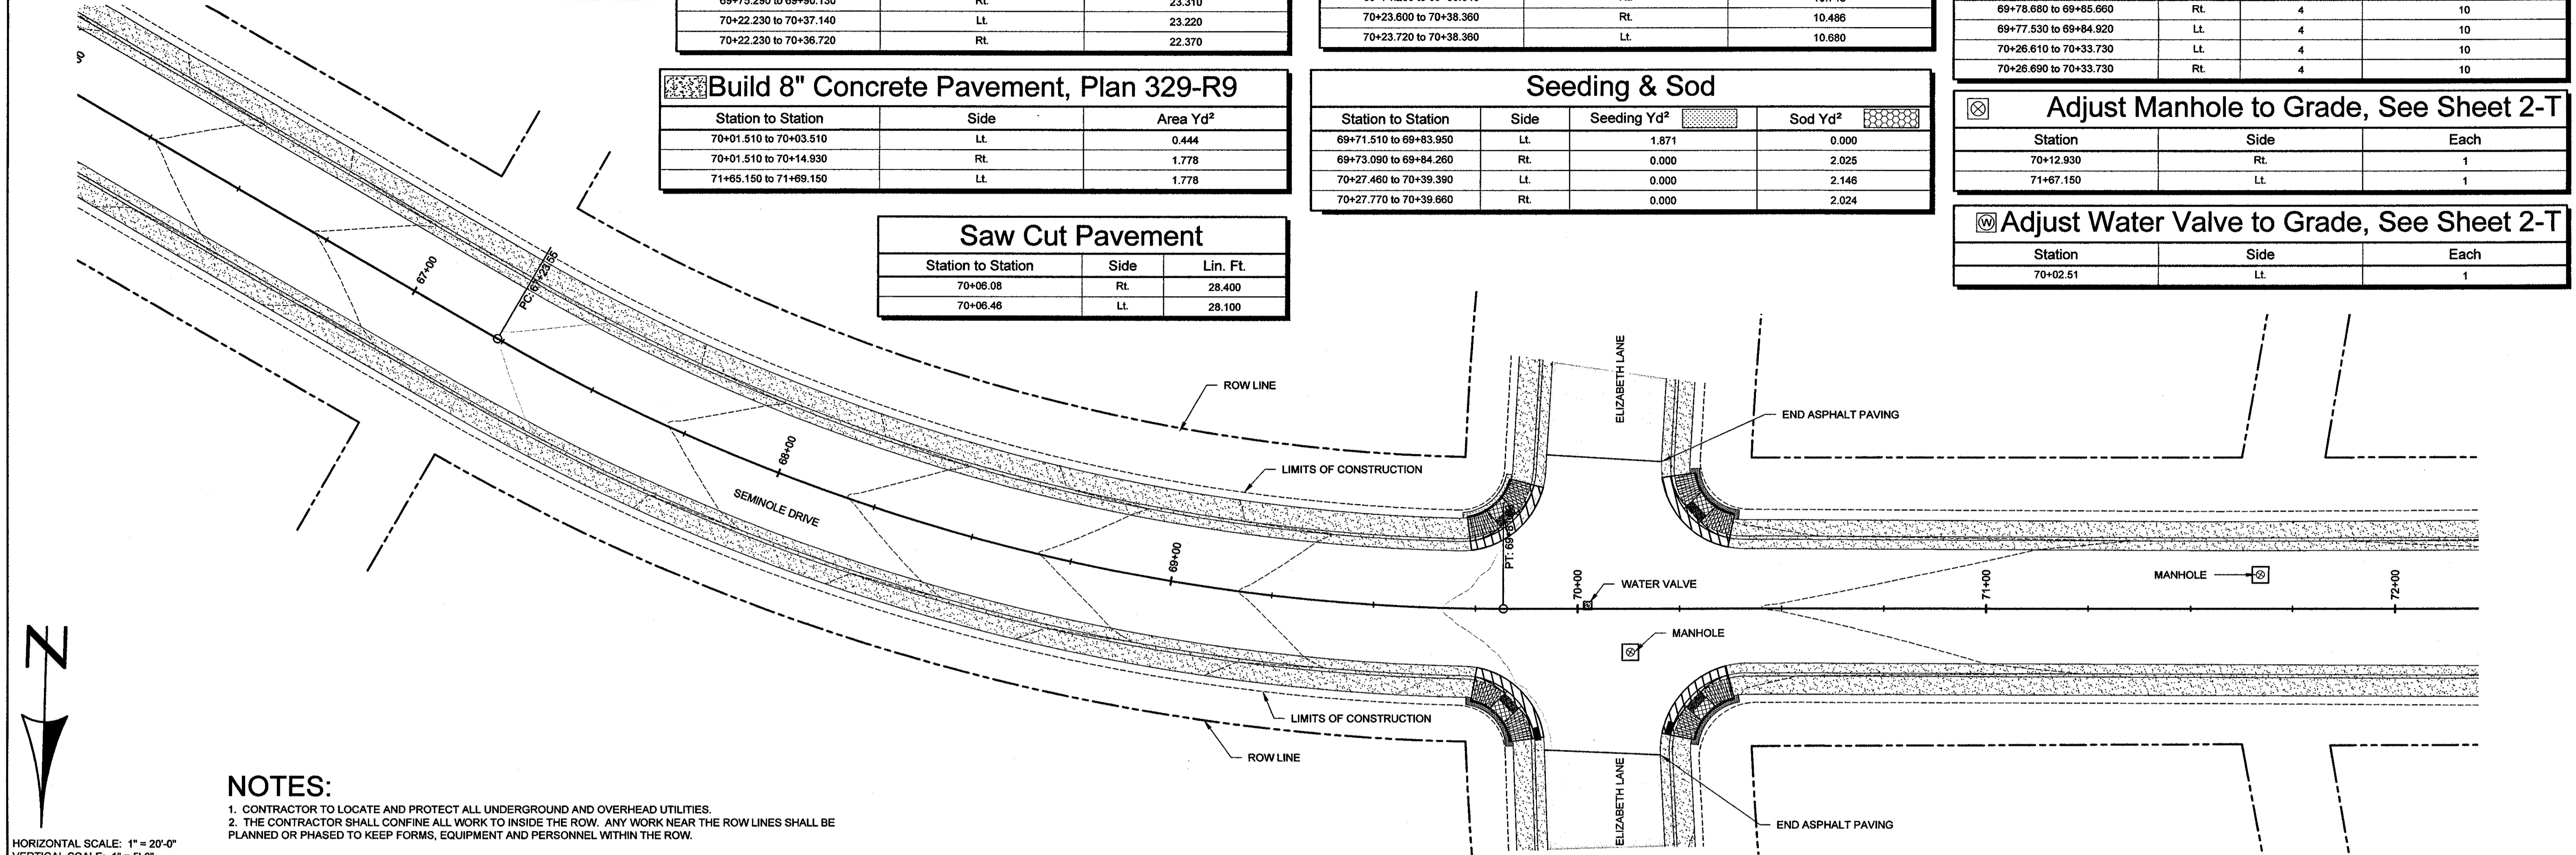 69+75.290 to 69+90.130 Rt. 23.310
70+22.230 to 70+37.140 Lt. 23.220
70+22.230 to 70+36.720 Rt. 22.370
70+23.600 to 70+38.360 Rt. 10.486
70+23.720 to 70+38.360 Lt. 10.680
69+78.680 to 69+85.660 Rt. 4 10
69+77.530 to 69+84.920 Lt. 4 10
70+26.610 to 70+33.730 Lt. 4 10
70+26.690 to 70+33.730 Rt. 4 10
Build 8" Concrete Pavement, Plan 329-R9
Station to Station Side Area Yd²
70+01.510 to 70+03.510 Lt. 0.444
70+01.510 to 70+14.930 Rt. 1.778
71+65.150 to 71+69.150 Lt. 1.778
Seeding & Sod
Station to Station Side Seeding Yd² Sod Yd²
69+71.510 to 69+83.950 Lt. 1.871 0.000
69+73.090 to 69+84.260 Rt. 0.000 2.025
70+27.460 to 70+39.390 Lt. 0.000 2.146
70+27.770 to 70+39.660 Rt. 0.000 2.024
Adjust Manhole to Grade, See Sheet 2-T
Station Side Each
70+12.930 Rt. 1
71+67.150 Lt. 1
W Adjust Water Valve to Grade, See Sheet 2-T
Station Side Each
70+02.51 Lt. 1
Saw Cut Pavement
Station to Station Side Lin. Ft.
70+06.08 Rt. 28.400
70+06.46 Lt. 28.100
67+00
PC: 67+23.55
68+00
SEMINOLE DRIVE
69+00
ROW LINE
LIMITS OF CONSTRUCTION
ELIZABETH LANE
END ASPHALT PAVING
70+00
WATER VALVE
MANHOLE
71+00
MANHOLE
72+00
LIMITS OF CONSTRUCTION
ROW LINE
ELIZABETH LANE
END ASPHALT PAVING
N
NOTES:
1. CONTRACTOR TO LOCATE AND PROTECT ALL UNDERGROUND AND OVERHEAD UTILITIES.
2. THE CONTRACTOR SHALL CONFINE ALL WORK TO INSIDE THE ROW. ANY WORK NEAR THE ROW LINES SHALL BE
PLANNED OR PHASED TO KEEP FORMS, EQUIPMENT AND PERSONNEL WITHIN THE ROW.
HORIZONTAL SCALE: 1" = 20'-0"